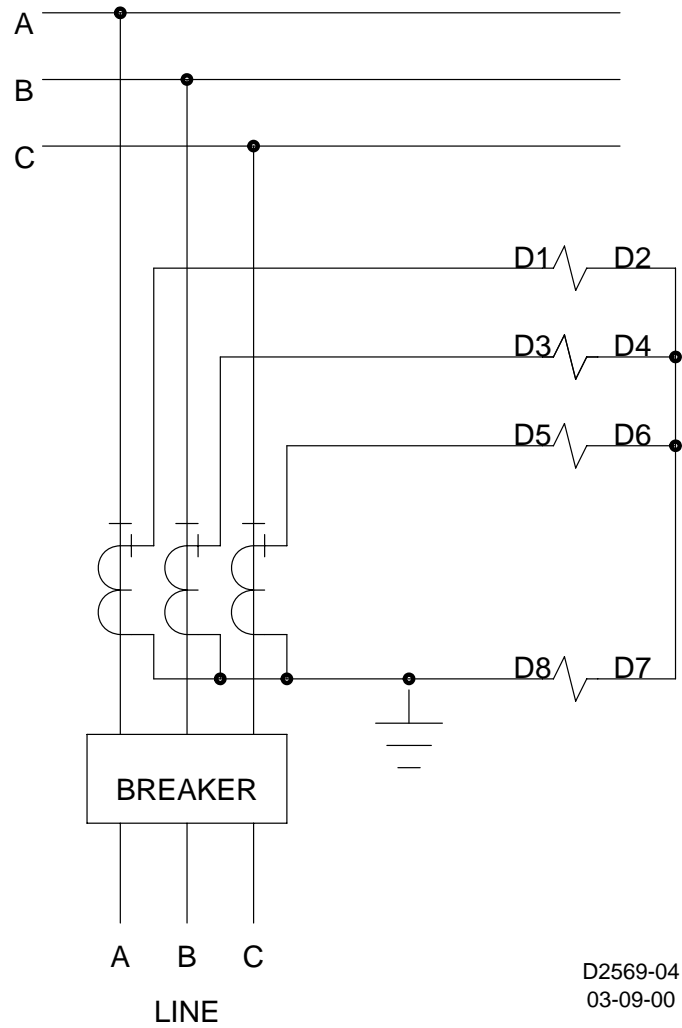 A
B
C
D1 D2
D3 D4
D5 D6
D8 D7
BREAKER
A B C
LINE
D2569-04
03-09-00